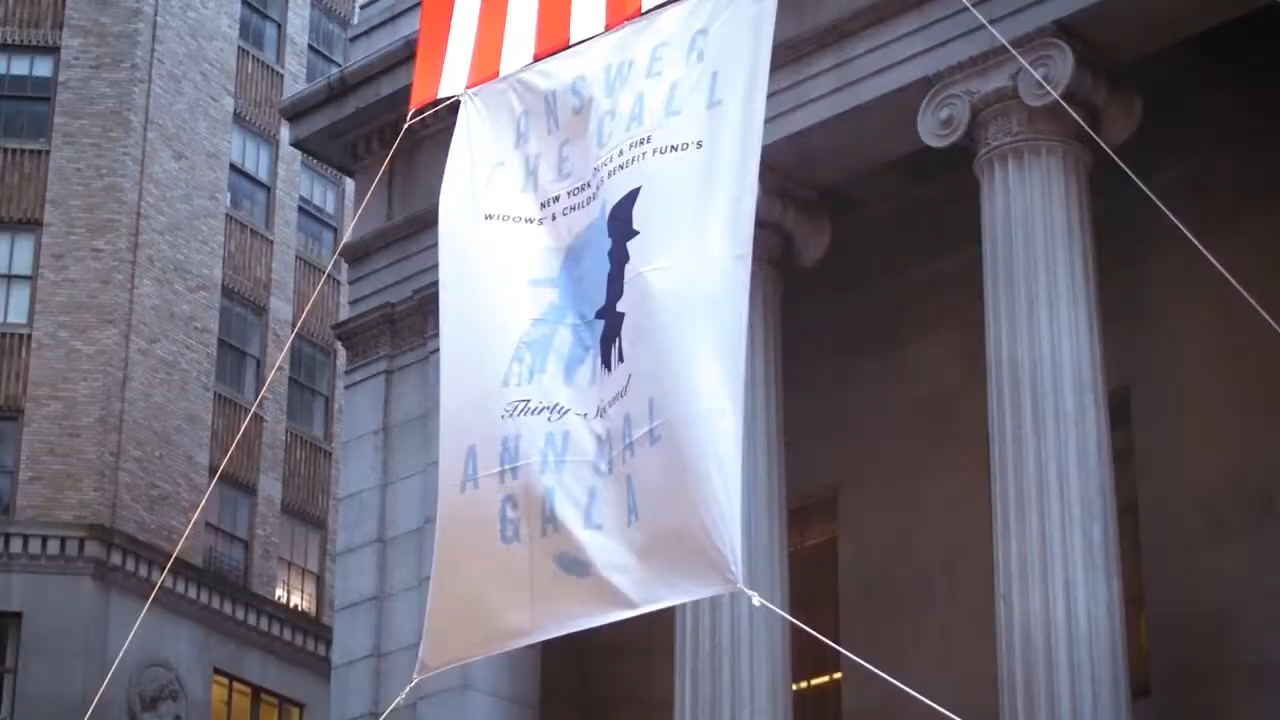 ANSWER
THE CALL
NEW YORK POLICE & FIRE
WIDOWS' & CHILDREN'S BENEFIT FUND'S
Thirty-Second
ANNUAL
GALA